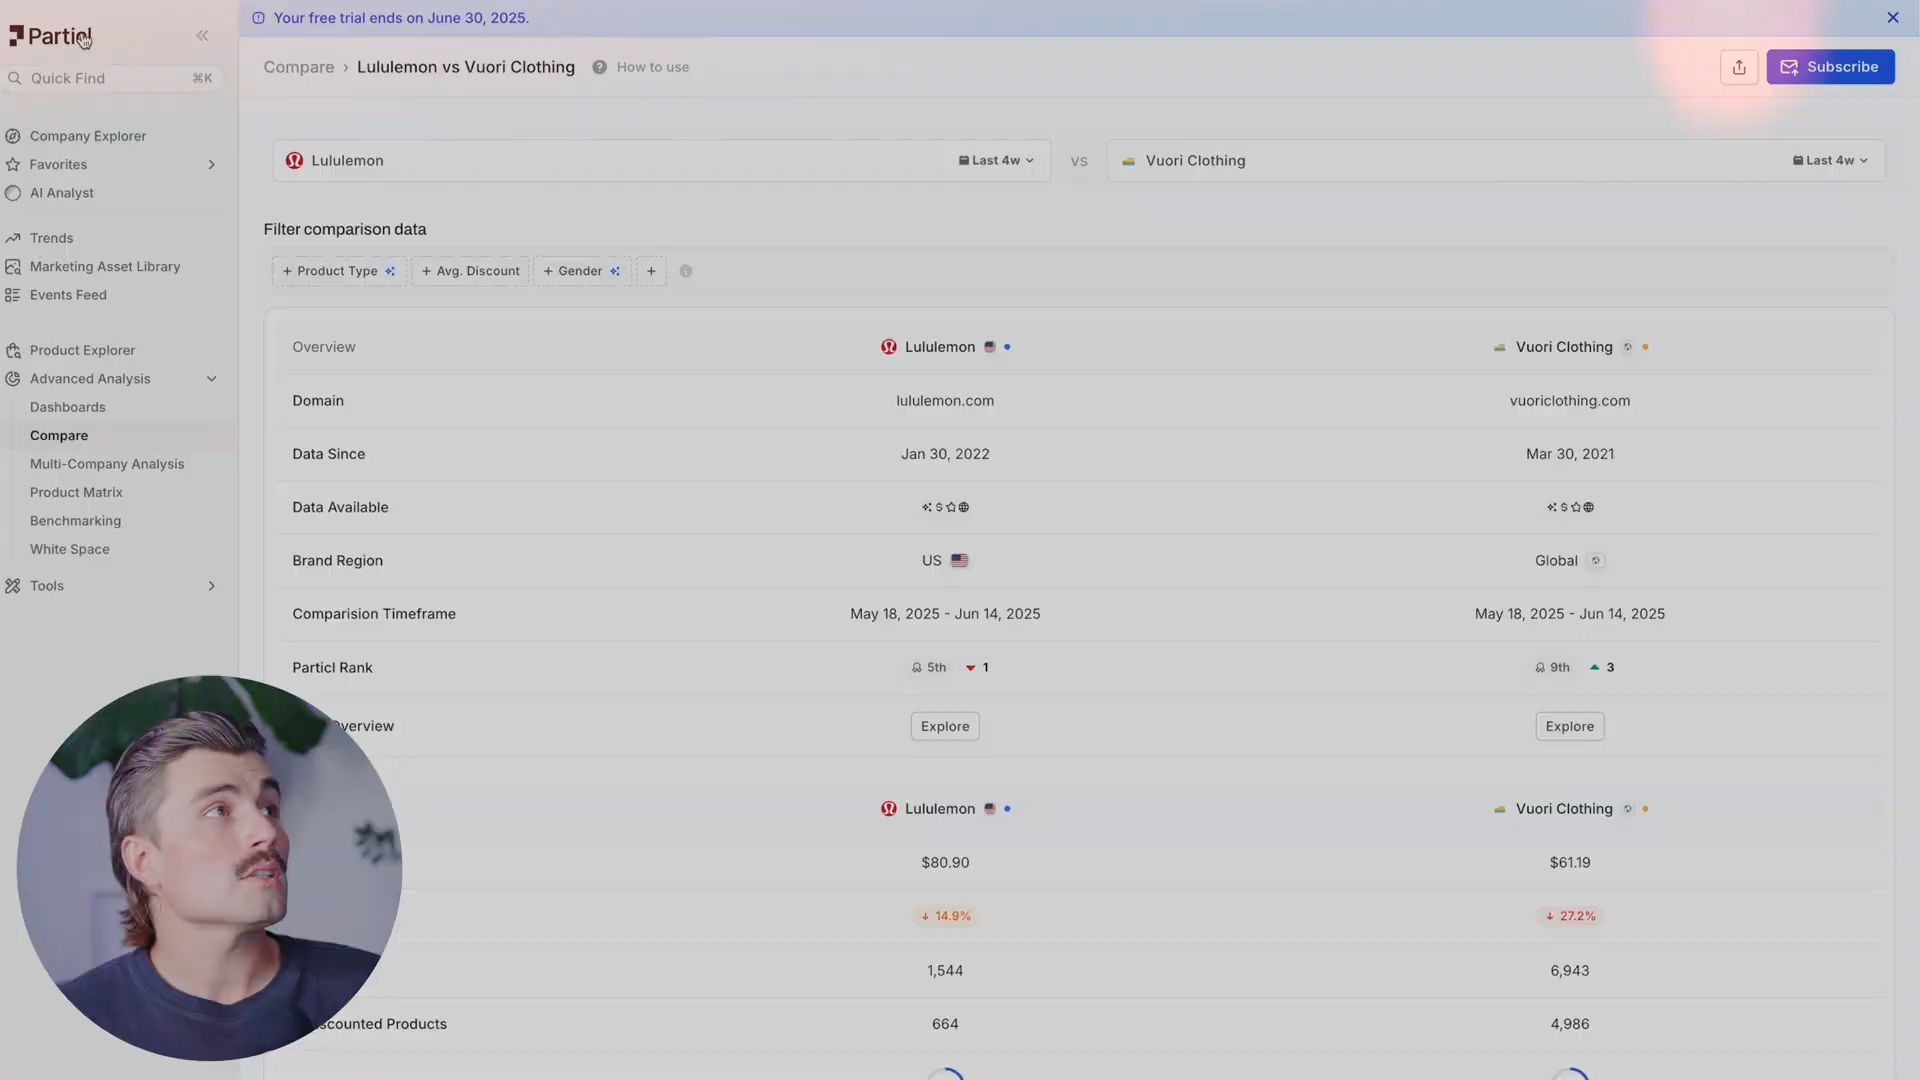 Your free trial ends on June 30, 2025.
Particl
Quick Find ⌘K
Compare › Lululemon vs Vuori Clothing ? How to use
Subscribe
Company Explorer
Favorites
AI Analyst
Trends
Marketing Asset Library
Events Feed
Product Explorer
Advanced Analysis
Dashboards
Compare
Multi-Company Analysis
Product Matrix
Benchmarking
White Space
Tools
Lululemon Last 4w VS Vuori Clothing Last 4w
Filter comparison data
+ Product Type + Avg. Discount + Gender +
Overview Lululemon Vuori Clothing
Domain lululemon.com vuoriclothing.com
Data Since Jan 30, 2022 Mar 30, 2021
Data Available $ $
Brand Region US Global
Comparision Timeframe May 18, 2025 - Jun 14, 2025 May 18, 2025 - Jun 14, 2025
Particl Rank 5th 1 9th 3
Overview Explore Explore
Lululemon Vuori Clothing
$80.90 $61.19
↓ 14.9% ↓ 27.2%
1,544 6,943
scounted Products 664 4,986